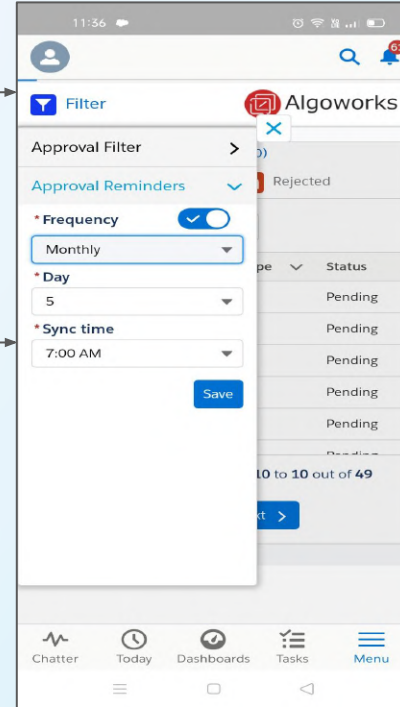 11:36
Filter
Algoworks
Approval Filter
Approval Reminders
Rejected
* Frequency
Monthly
Status
* Day
5
Pending
* Sync time
Pending
7:00 AM
Pending
Save
Pending
Pending
10 to 10 out of 49
Chatter
Today
Dashboards
Tasks
Menu